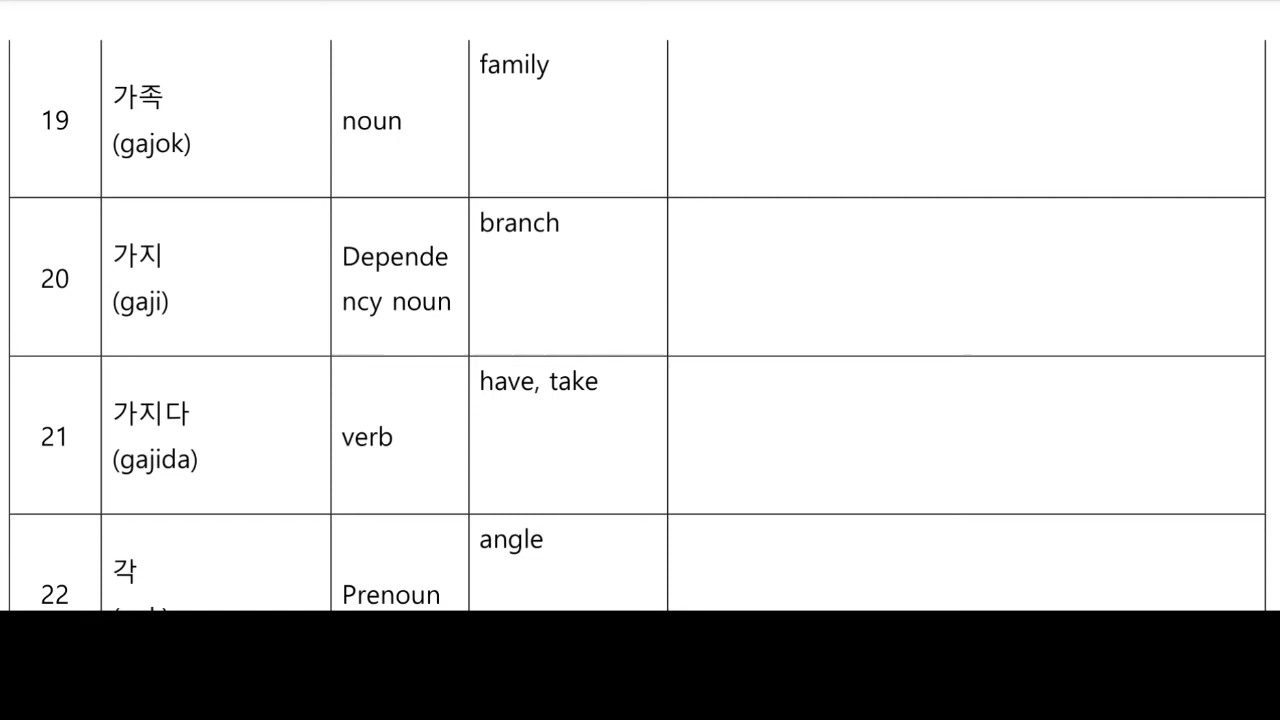 19
가족
(gajok)
noun
family
20
가지
(gaji)
Depende
ncy noun
branch
21
가지다
(gajida)
verb
have, take
22
각
Prenoun
angle